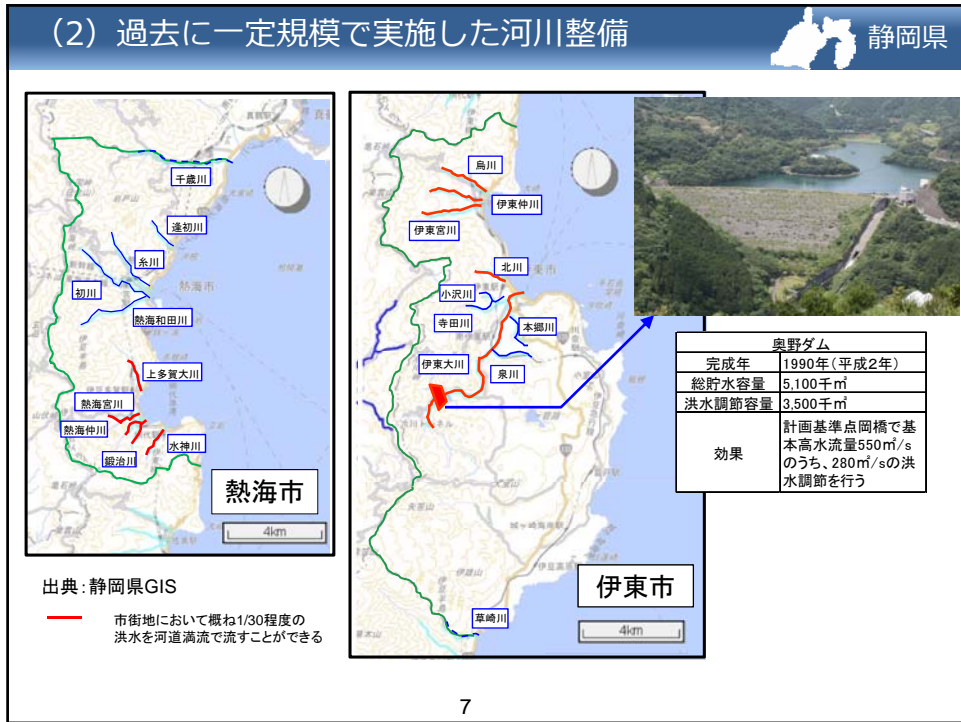 (2)過去に一定規模で実施した河川整備
静岡県
千歳川
逢初川
糸川
熱海市
初川
熱海和田川
上多賀大川
熱海宮川
熱海仲川
鍛治川
水神川
熱海市
4km
烏川
伊東仲川
伊東宮川
北川
東市
小沢川
寺田川
本郷川
伊東大川
泉川
草崎川
伊東市
4km
奥野ダム
完成年 1990年(平成2年)
総貯水容量 5,100千㎥
洪水調節容量 3,500千㎥
効果 計画基準点岡橋で基
本高水流量550㎥/s
のうち、280㎥/sの洪
水調節を行う
出典:静岡県GIS
市街地において概ね1/30程度の
洪水を河道満流で流すことができる
7